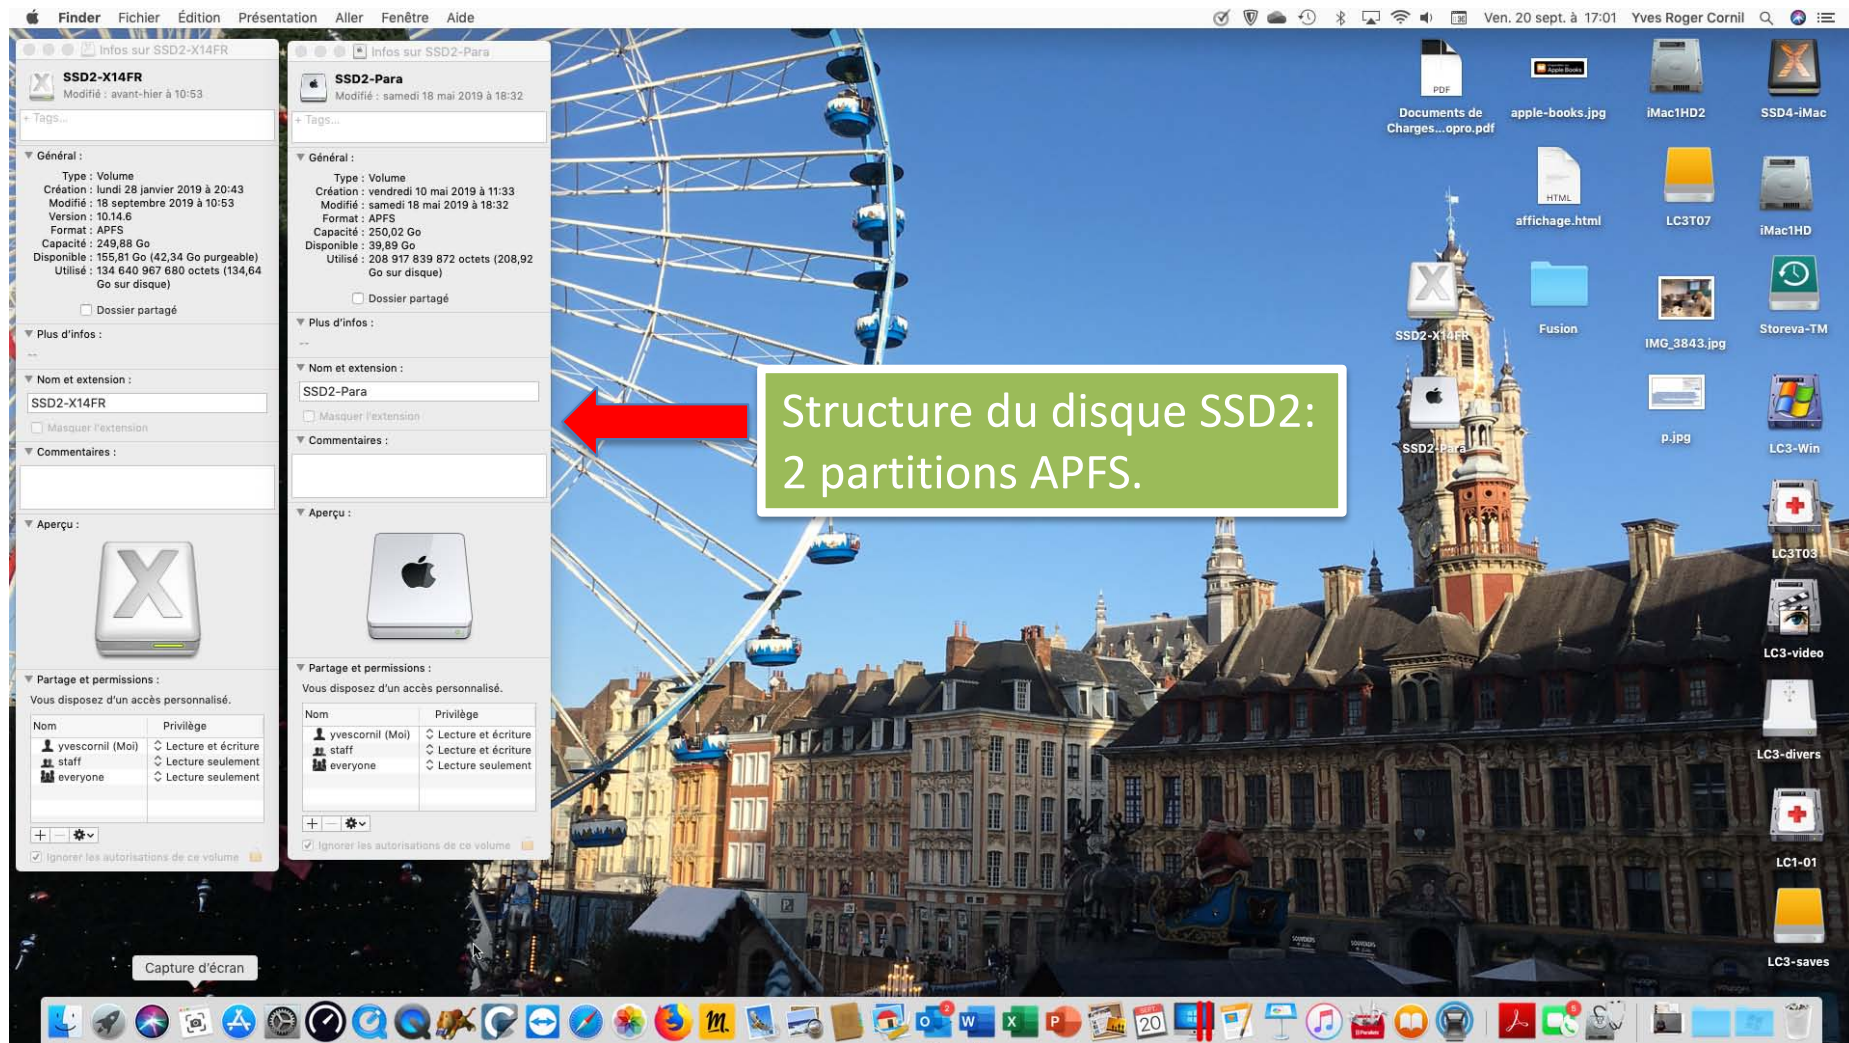 Finder Fichier Édition Présentation Aller Fenêtre Aide
Ven. 20 sept. à 17:01 Yves Roger Cornil
Infos sur SSD2-X14FR
SSD2-X14FR
Modifié : avant-hier à 10:53
+ Tags...
Général :
Type : Volume
Création : lundi 28 janvier 2019 à 20:43
Modifié : 18 septembre 2019 à 10:53
Version : 10.14.6
Format : APFS
Capacité : 249,88 Go
Disponible : 155,81 Go (42,34 Go purgeable)
Utilisé : 134 640 967 680 octets (134,64
Go sur disque)
Dossier partagé
Plus d'infos :
--
Nom et extension :
SSD2-X14FR
Masquer l'extension
Commentaires :
Aperçu :
Partage et permissions :
Vous disposez d'un accès personnalisé.
Nom Privilège
yvescornil (Moi) Lecture et écriture
staff Lecture seulement
everyone Lecture seulement
Ignorer les autorisations de ce volume
Infos sur SSD2-Para
SSD2-Para
Modifié : samedi 18 mai 2019 à 18:32
+ Tags...
Général :
Type : Volume
Création : vendredi 10 mai 2019 à 11:33
Modifié : samedi 18 mai 2019 à 18:32
Format : APFS
Capacité : 250,02 Go
Disponible : 39,89 Go
Utilisé : 208 917 839 872 octets (208,92
Go sur disque)
Dossier partagé
Plus d'infos :
--
Nom et extension :
SSD2-Para
Masquer l'extension
Commentaires :
Aperçu :
Partage et permissions :
Vous disposez d'un accès personnalisé.
Nom Privilège
yvescornil (Moi) Lecture et écriture
staff Lecture et écriture
everyone Lecture seulement
Ignorer les autorisations de ce volume
Structure du disque SSD2:
2 partitions APFS.
PDF
Documents de
Charges...opro.pdf
Apple Books
apple-books.jpg
iMac1HD2
SSD4-iMac
HTML
affichage.html
LC3T07
iMac1HD
SSD2-X14FR
Fusion
IMG_3843.jpg
Storeva-TM
SSD2-Para
p.jpg
LC3-Win
LC3T03
LC3-video
LC3-divers
LC1-01
LC3-saves
Capture d'écran
SEPT.
20